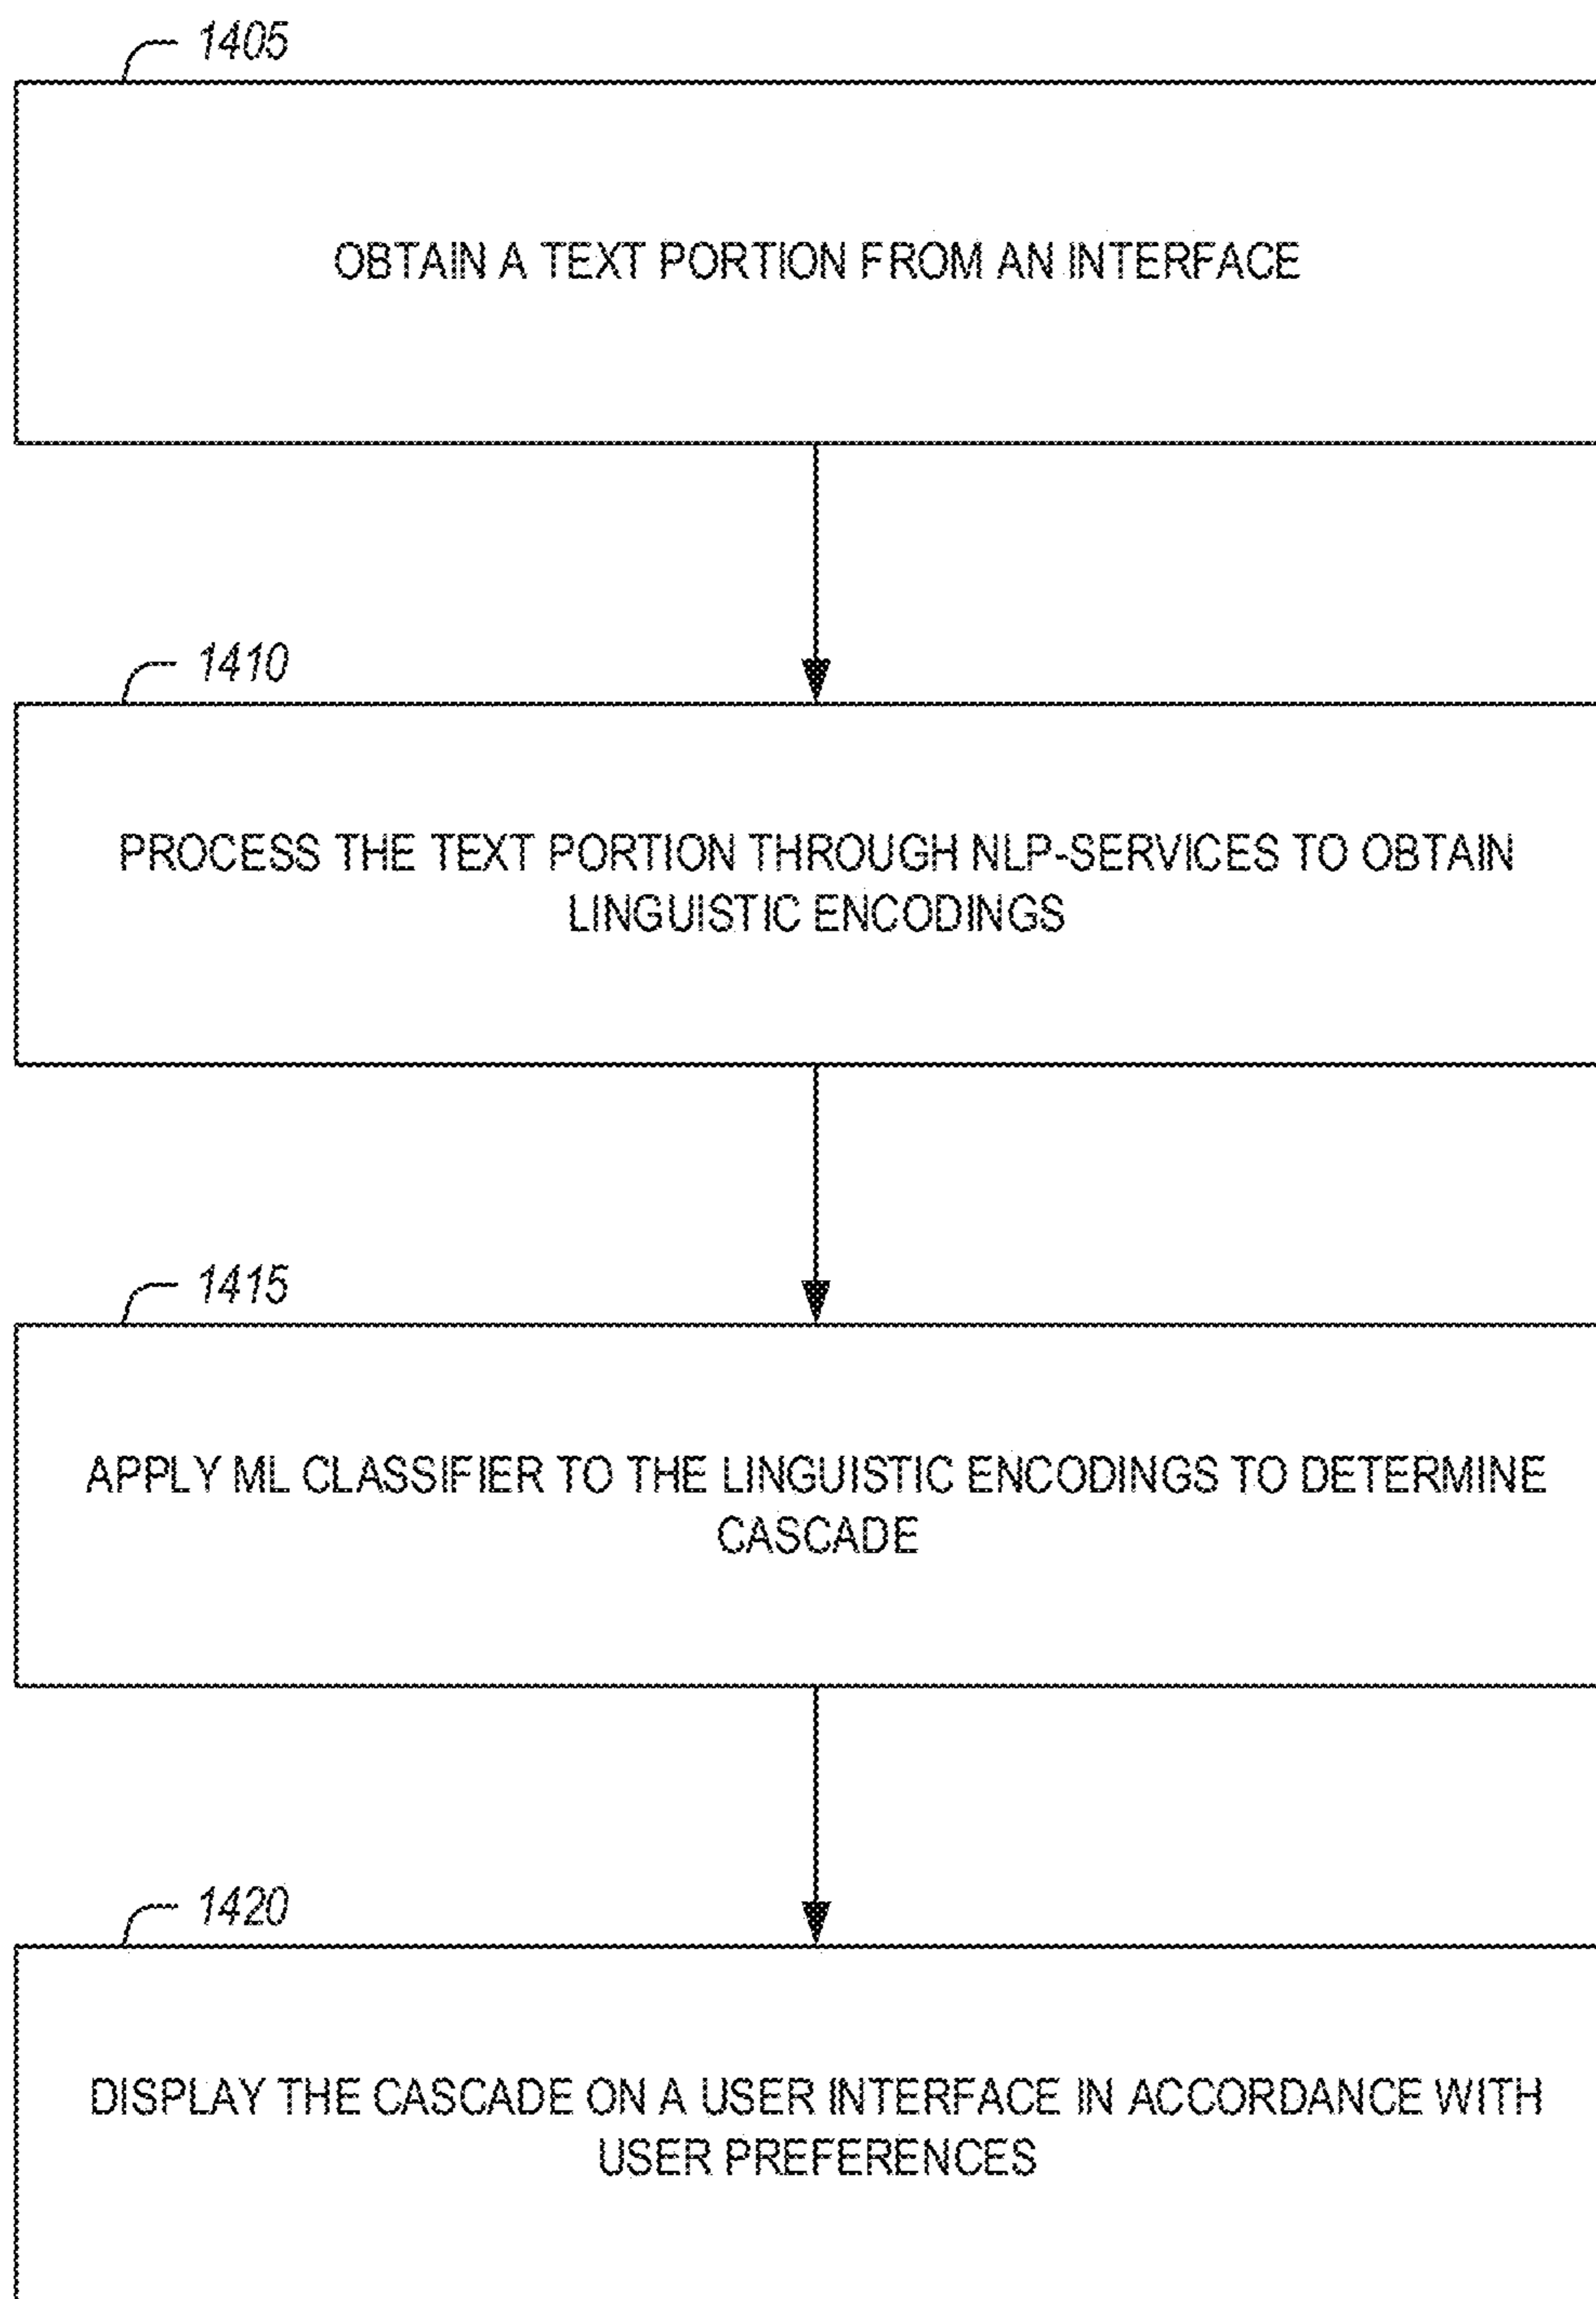 1405
OBTAIN A TEXT PORTION FROM AN INTERFACE
1410
PROCESS THE TEXT PORTION THROUGH NLP-SERVICES TO OBTAIN
LINGUISTIC ENCODINGS
1415
APPLY ML CLASSIFIER TO THE LINGUISTIC ENCODINGS TO DETERMINE
CASCADE
1420
DISPLAY THE CASCADE ON A USER INTERFACE IN ACCORDANCE WITH
USER PREFERENCES